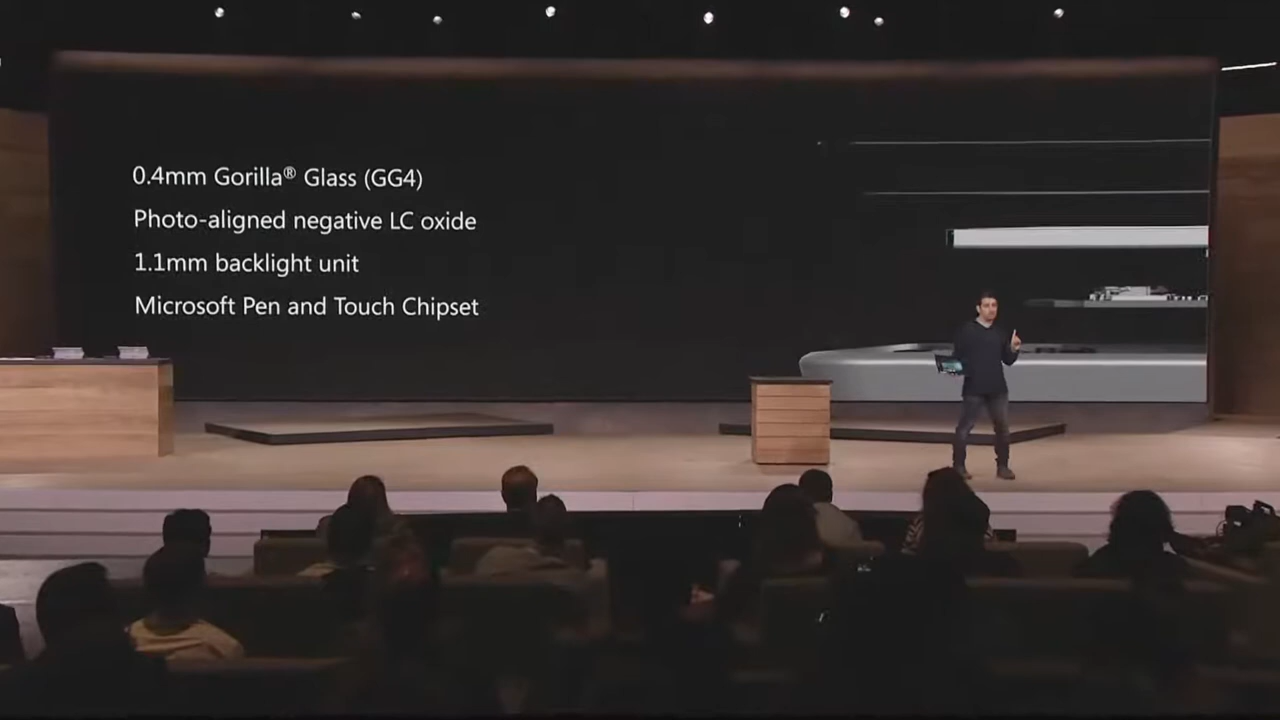 0.4mm Gorilla® Glass (GG4)
Photo-aligned negative LC oxide
1.1mm backlight unit
Microsoft Pen and Touch Chipset